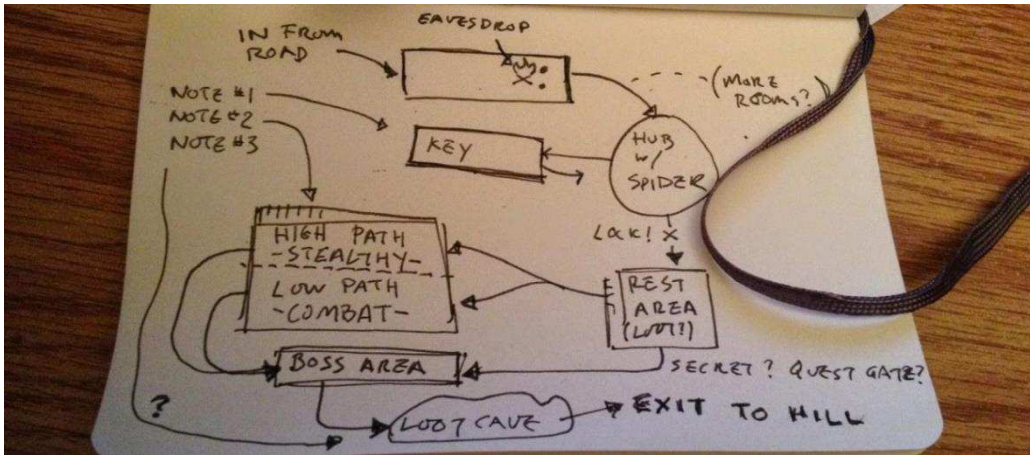 EAVESDROP
IN FROM
ROAD
(MORE
ROOMS?)
NOTE #1
NOTE #2
NOTE #3
KEY
HUB
W/
SPIDER
LOCK! X
HIGH PATH
-STEALTHY-
LOW PATH
-COMBAT-
REST
AREA
(LOOT?)
BOSS AREA
SECRET? QUEST GATE?
?
LOOT CAVE
EXIT TO HILL